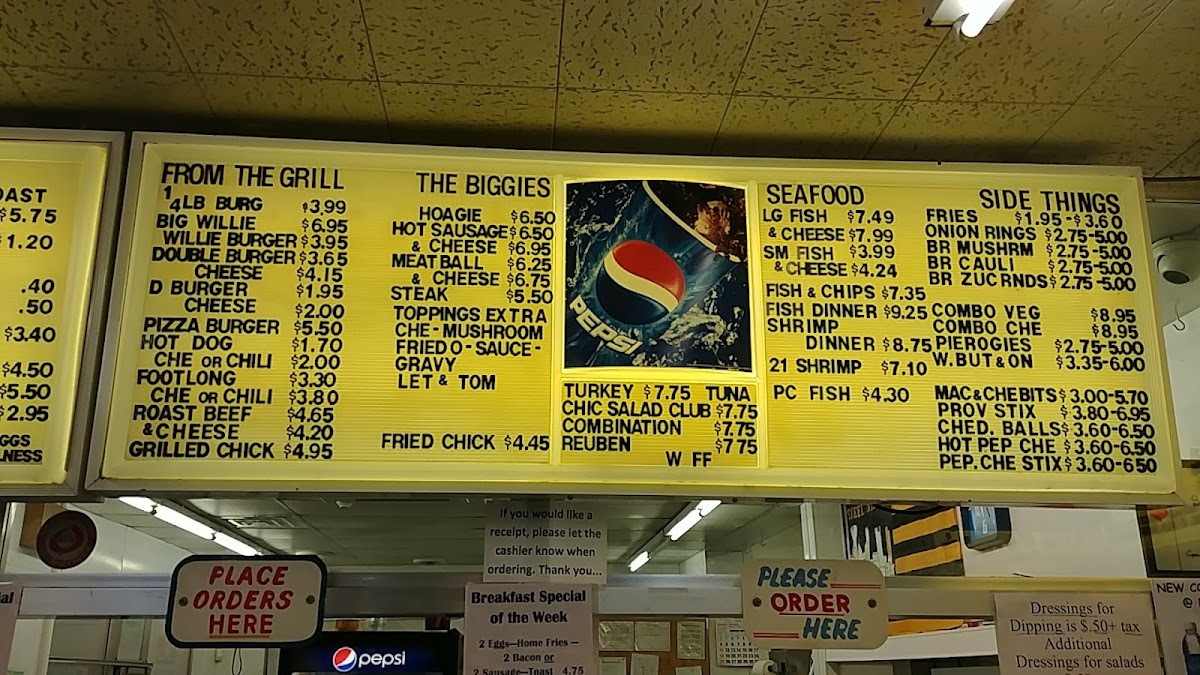 OAST
$5.75
$1.20
.40
.50
$3.40
$4.50
$5.50
$2.95
EGGS
LNESS
FROM THE GRILL
1/4LB BURG $3.99
BIG WILLIE $6.95
WILLIE BURGER $3.95
DOUBLE BURGER $3.65
CHEESE $4.15
D BURGER $1.95
CHEESE $2.00
PIZZA BURGER $5.50
HOT DOG $1.70
CHE OR CHILI $2.00
FOOTLONG $3.30
CHE OR CHILI $3.80
ROAST BEEF $4.65
& CHEESE $4.20
GRILLED CHICK $4.95
THE BIGGIES
HOAGIE $6.50
HOT SAUSAGE $6.50
& CHEESE $6.95
MEATBALL $6.25
& CHEESE $6.75
STEAK $5.50
TOPPINGS EXTRA
CHE-MUSHROOM
FRIED O-SAUCE-
GRAVY
LET & TOM
FRIED CHICK $4.45
PEPSI
TURKEY $7.75 TUNA
CHIC SALAD CLUB $7.75
COMBINATION $7.75
REUBEN $775
W FF
SEAFOOD
LG FISH $7.49
& CHEESE $7.99
SM FISH $3.99
& CHEESE $4.24
FISH & CHIPS $7.35
FISH DINNER $9.25
SHRIMP
DINNER $8.75
21 SHRIMP $7.10
PC FISH $4.30
SIDE THINGS
FRIES $1.95-$3.60
ONION RINGS $2.75-5.00
BR MUSHRM $2.75-5.00
BR CAULI $2.75-5.00
BR ZUC RNDS $2.75-5.00
COMBO VEG $8.95
COMBO CHE $8.95
PIEROGIES $2.75-5.00
W.BUT & ON $3.35-6.00
MAC&CHEBITS $3.00-5.70
PROV STIX $3.80-6.95
CHED. BALLS $3.60-6.50
HOT PEP CHE $3.60-6.50
PEP.CHE STIX $3.60-650
PLACE
ORDERS
HERE
If you would like a
receipt, please let the
cashier know when
ordering. Thank you...
Breakfast Special
of the Week
2 Eggs—Home Fries —
2 Bacon or
2 Sausage—Toast 4.75
pepsi
PLEASE
ORDER
HERE
Dressings for
Dipping is $.50+ tax
Additional
Dressings for salads
NEW CO